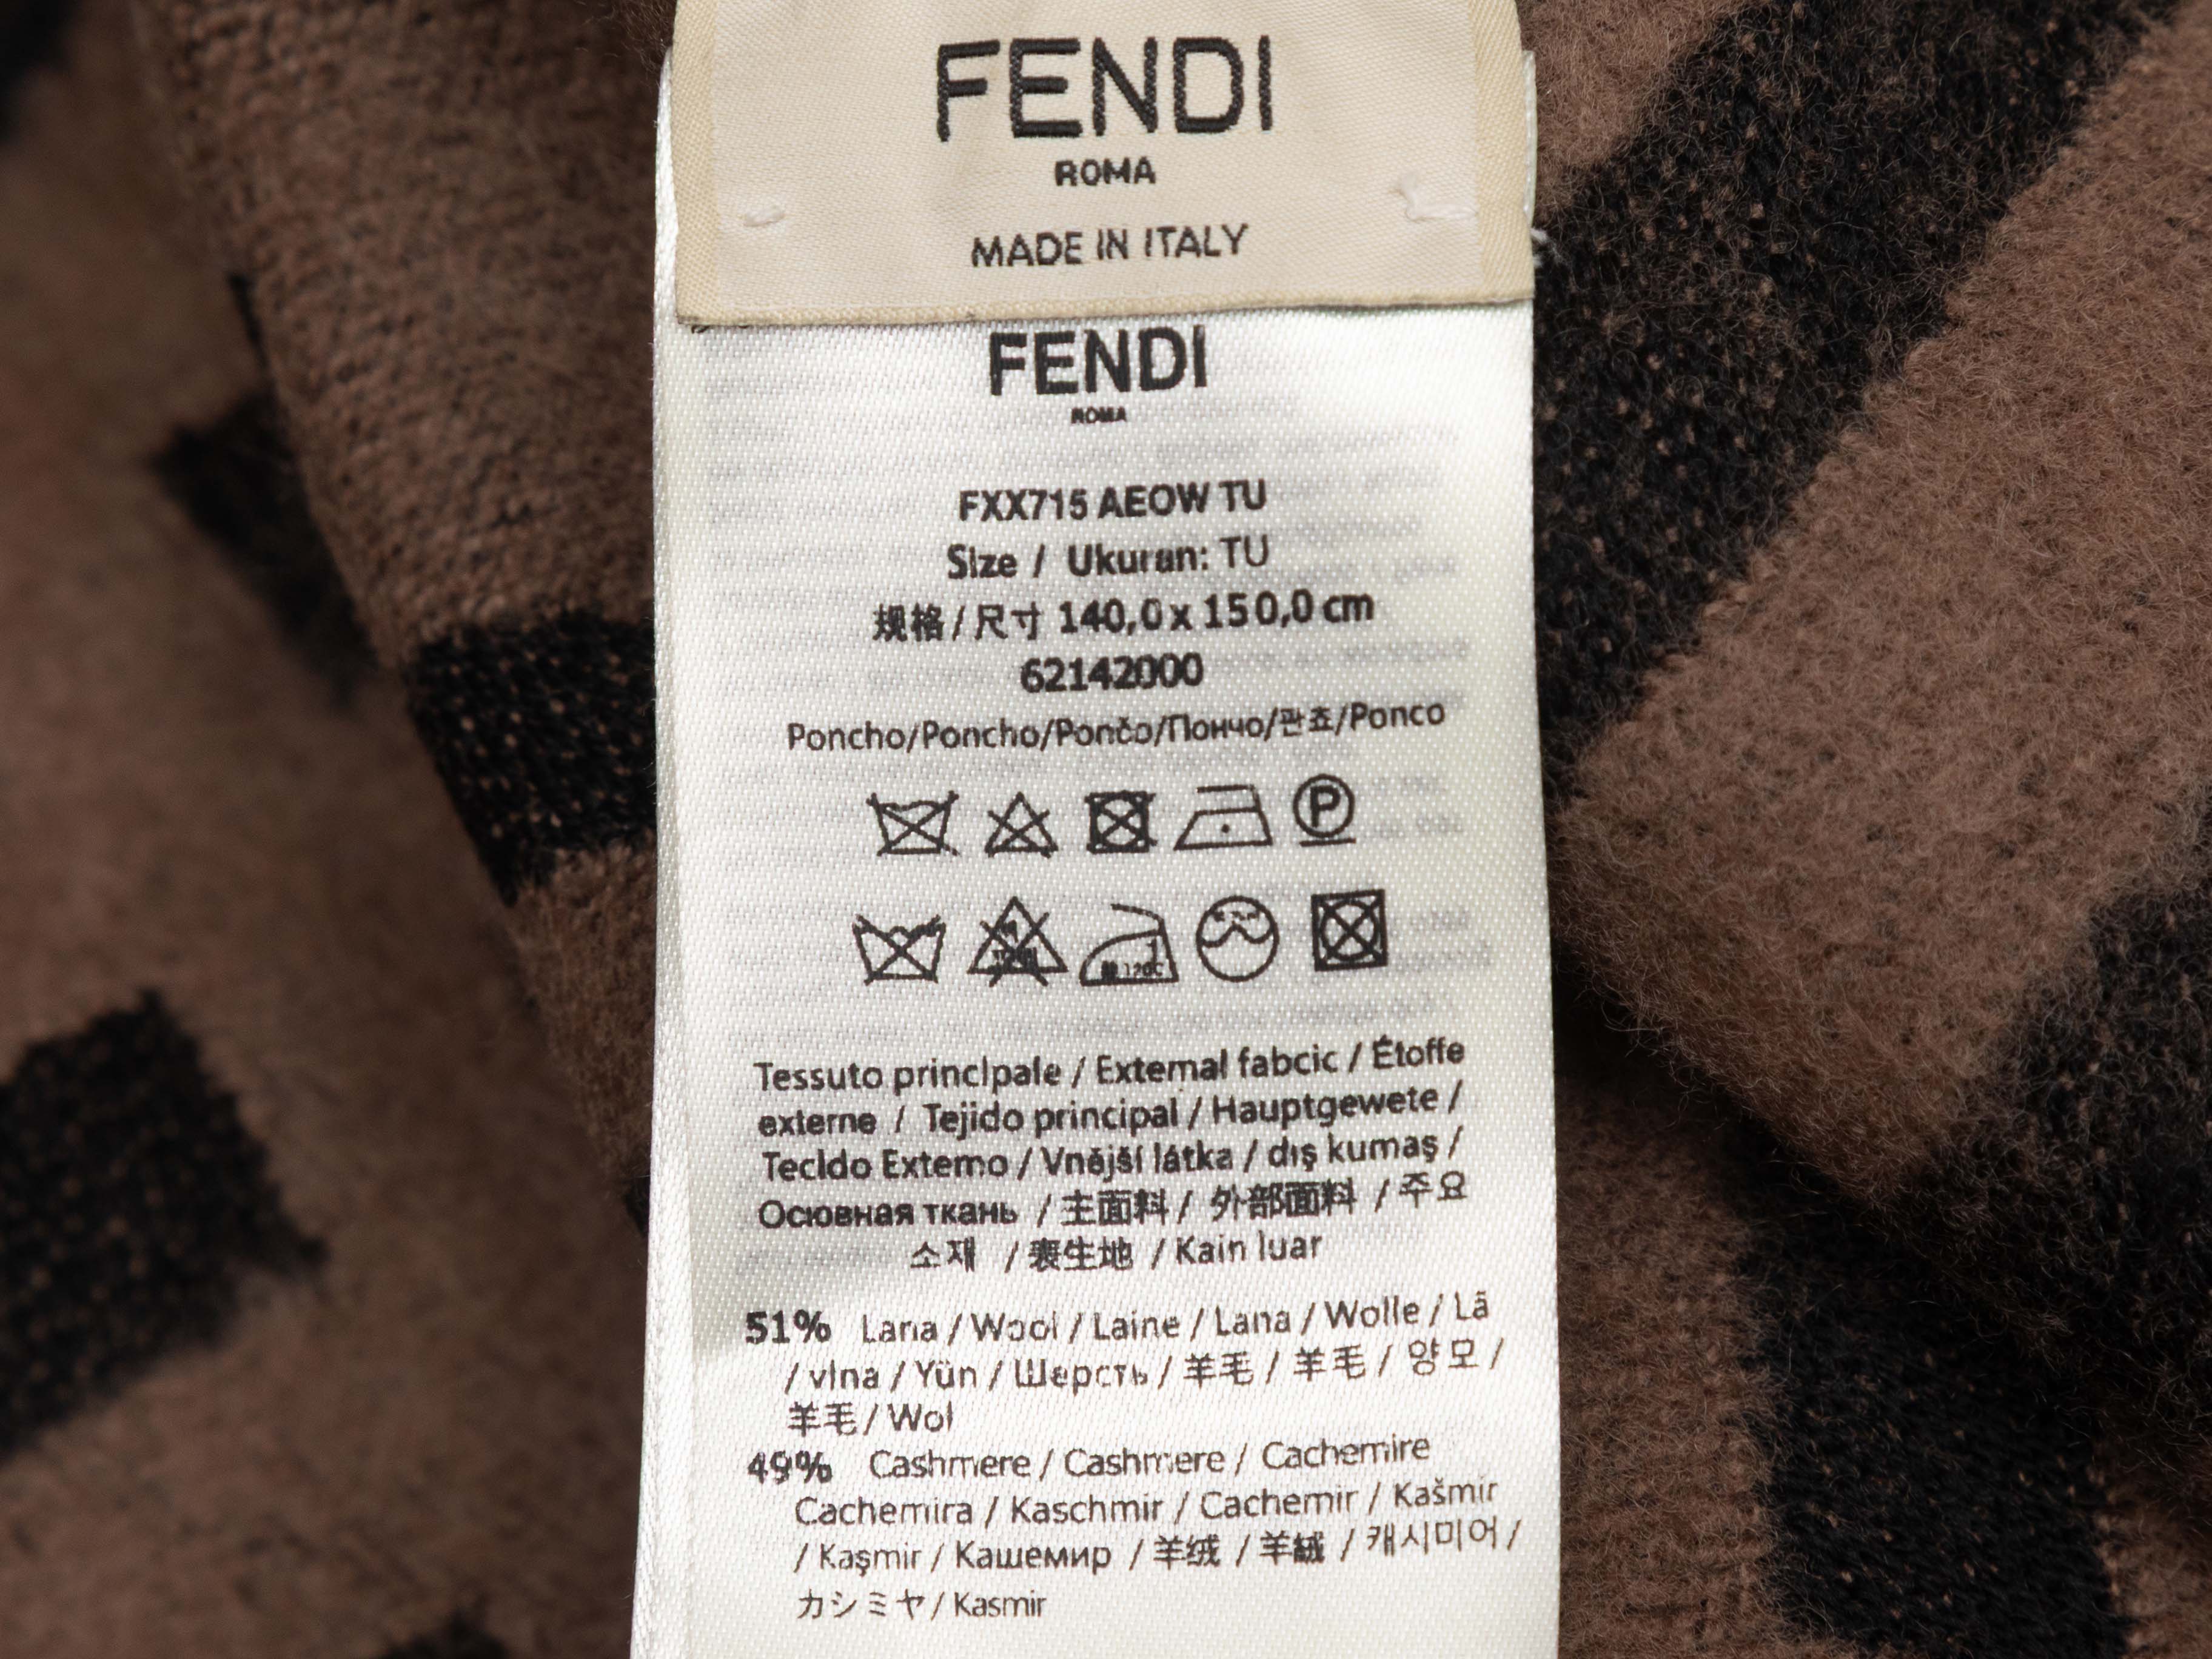 FENDI
ROMA
MADE IN ITALY
FENDI
ROMA
FXX715 AEOW TU
Size / Ukuran: TU
规格/尺寸 140,0 x 150,0 cm
62142000
Poncho/Poncho/Pončo/Пончо/판쵸/Ponco
P
120C
Tessuto principale / External fabcic / Étoffe
externe / Tejido principal / Hauptgewete /
Tecido Externo / Vnější látka / dış kumaş /
Осювная ткань / 主面料 / 外部面料 / 주요
소재 / 表生地 / Kain luar
51% Lana / Wool / Laine / Lana / Wolle / Lã
/ vlna / Yün / Шерсть / 羊毛 / 羊毛 / 양모 /
羊毛 / Wol
49% Cashmere / Cashmere / Cachemire
Cachemira / Kaschmir / Cachemir / Kašmír
/ Kaşmir / Кашемир / 羊绒 / 羊絨 / 캐시미어 /
カシミヤ / Kasmir